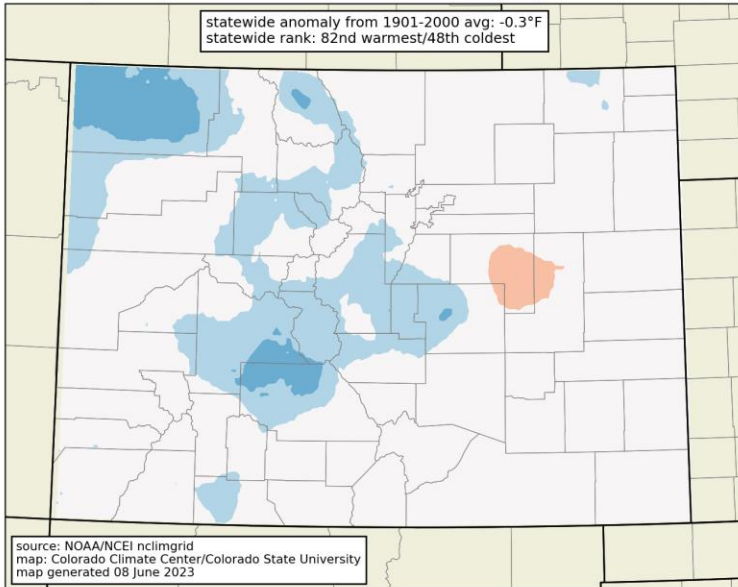 statewide anomaly from 1901-2000 avg: -0.3°F
statewide rank: 82nd warmest/48th coldest
source: NOAA/NCEI nclimgrid
map: Colorado Climate Center/Colorado State University
map generated 08 June 2023